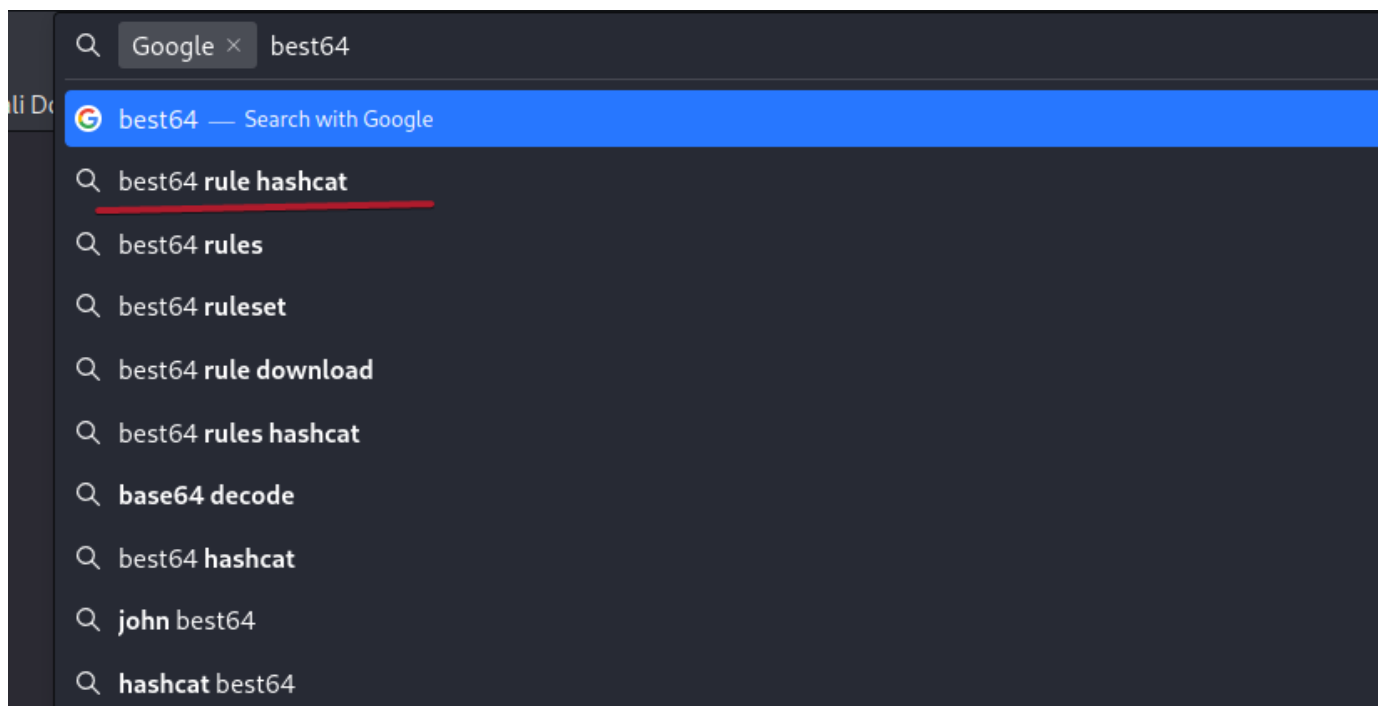 Google × best64
best64 — Search with Google
best64 rule hashcat
best64 rules
best64 ruleset
best64 rule download
best64 rules hashcat
base64 decode
best64 hashcat
john best64
hashcat best64